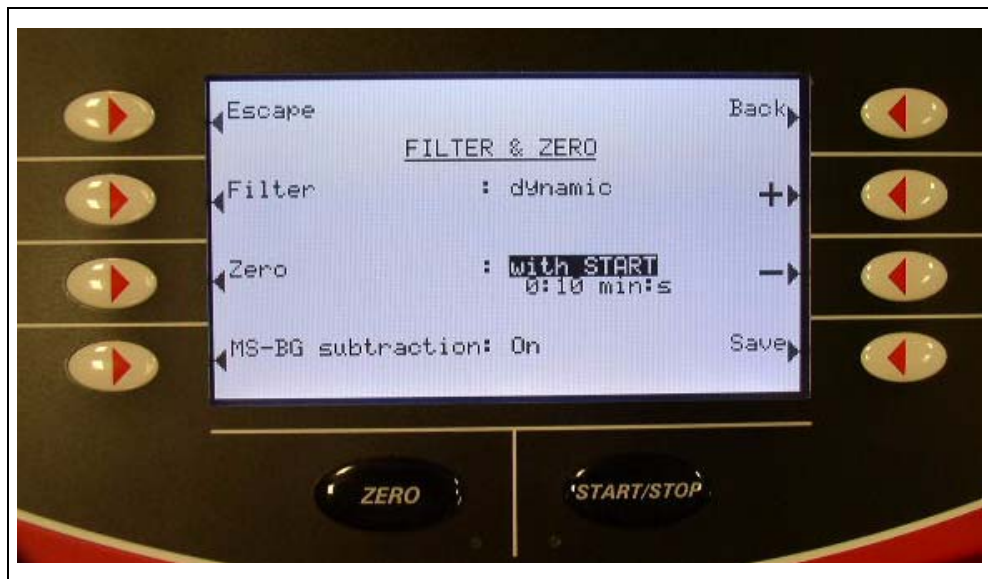 Escape Back
FILTER & ZERO
Filter : dynamic +
Zero : with START −
0:10 min:s
MS-BG subtraction: On Save
ZERO START/STOP